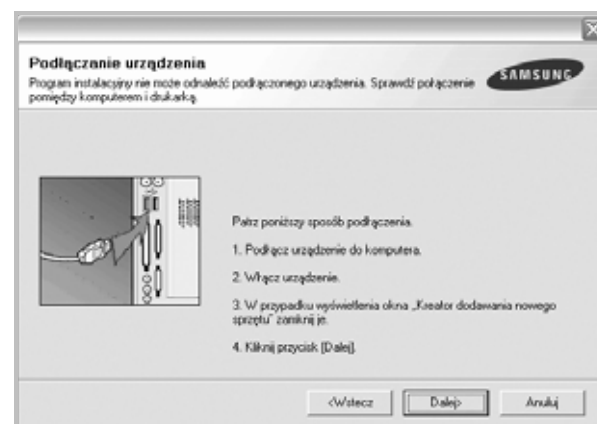 Podłączanie urządzenia
Program instalacyjny nie może odnaleźć podłączonego urządzenia. Sprawdź połączenie
pomiędzy komputerem i drukarką.
SAMSUNG
Patrz poniższy sposób podłączenia.
1. Podłącz urządzenie do komputera.
2. Włącz urządzenie.
3. W przypadku wyświetlenia okna „Kreator dodawania nowego
sprzętu” zamknij je.
4. Kliknij przycisk [Dalej].
<Wstecz
Dalej>
Anuluj